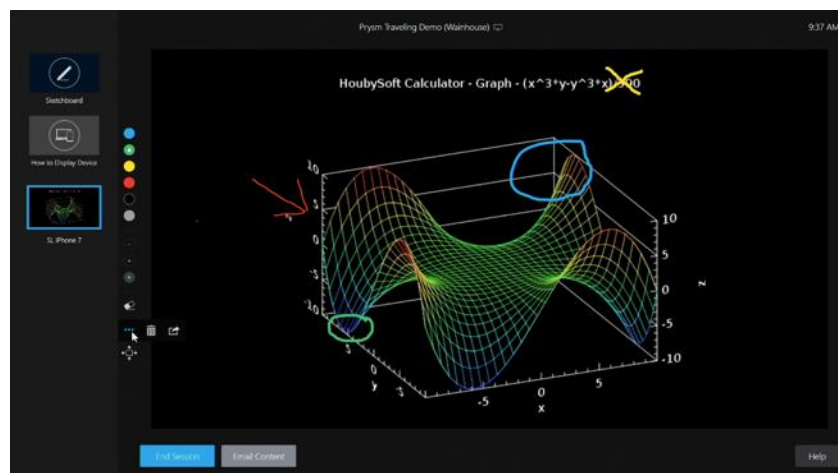 Prysm Traveling Demo (Wainhouse)
9:37 AM
Sketchboard
How to Display Device
SL iPhone 7
HoubySoft Calculator - Graph - (x^3*y-y^3*x)/390
10
5
0
-5
-10
z
5
0
y
-5
0
5
x
10
5
0
-5
-10
z
End Session
Email Content
Help